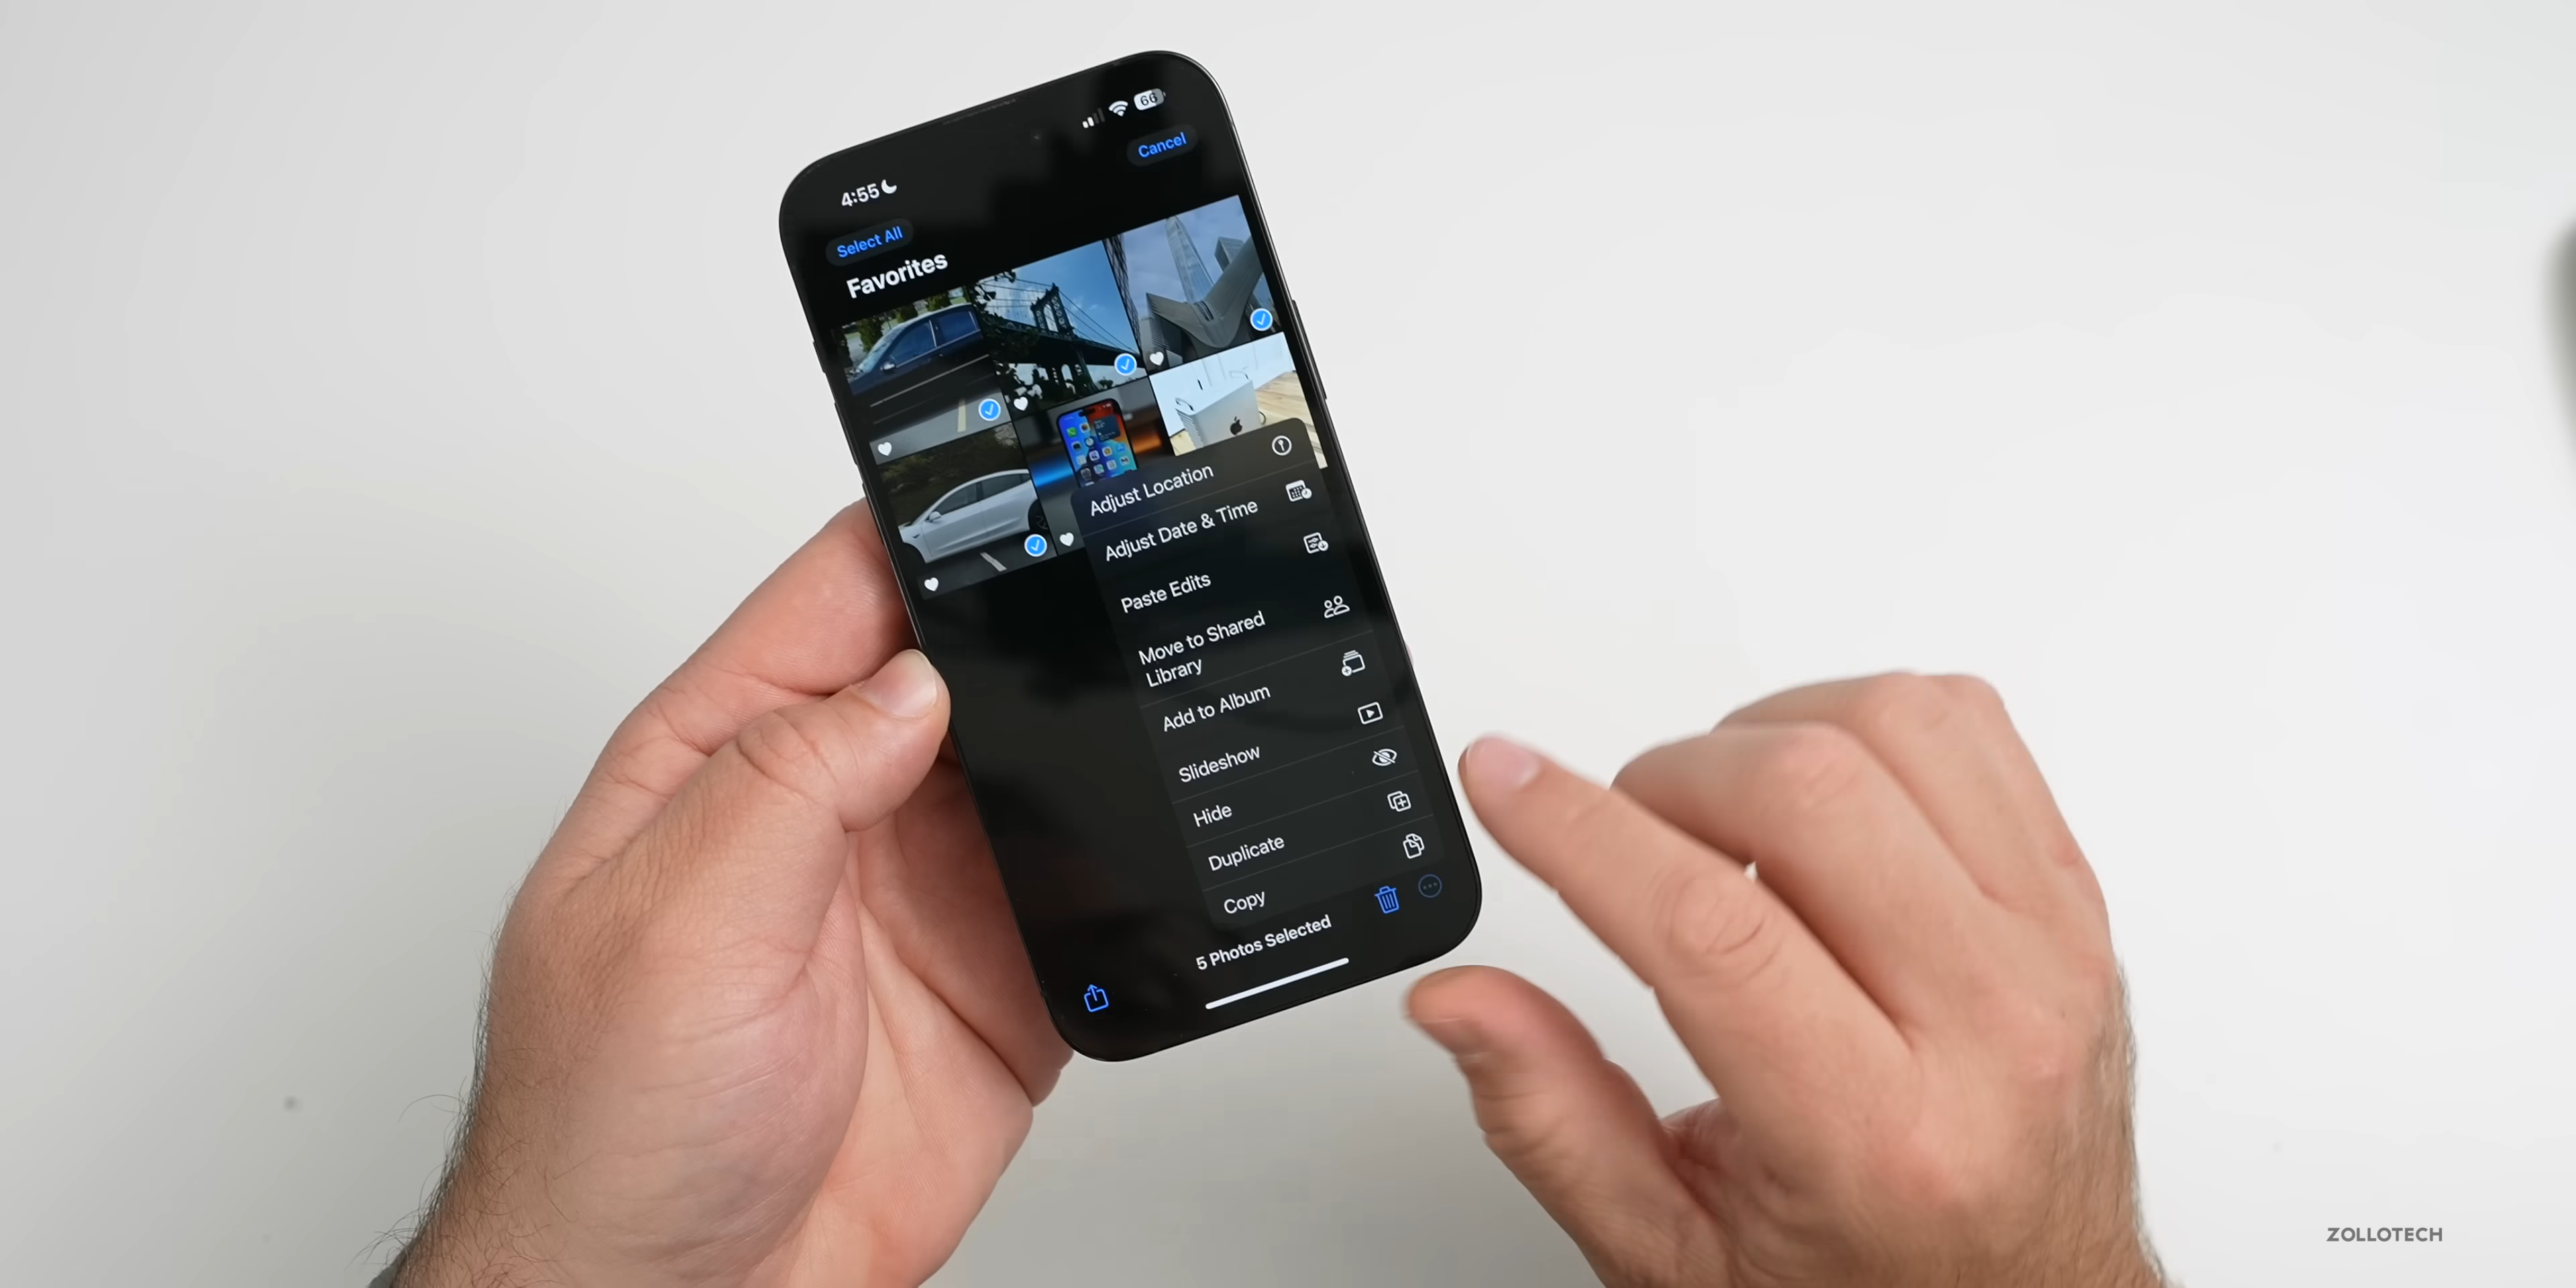 4:55
66
Cancel
Select All
Favorites
Adjust Location
Adjust Date & Time
Paste Edits
Move to Shared
Library
Add to Album
Slideshow
Hide
Duplicate
Copy
5 Photos Selected
ZOLLOTECH